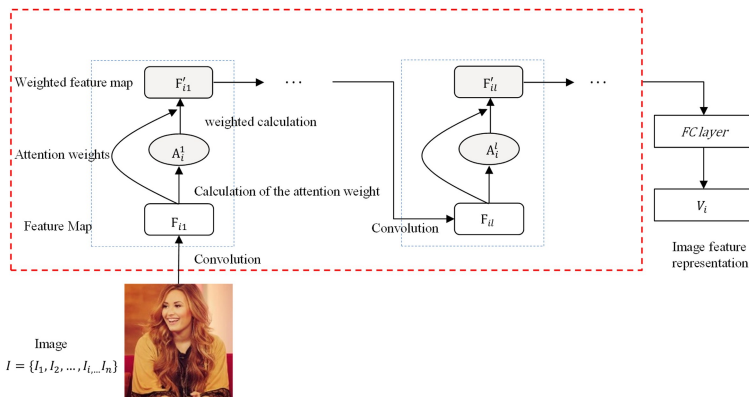 Weighted feature map
F′i1
···
F′il
···
weighted calculation
FC layer
Attention weights
A¹i
Aˡi
Calculation of the attention weight
Vi
Feature Map
Fi1
Convolution
Fil
Convolution
Image feature
representation
Image
I = {I1, I2, ..., Ii,... In}